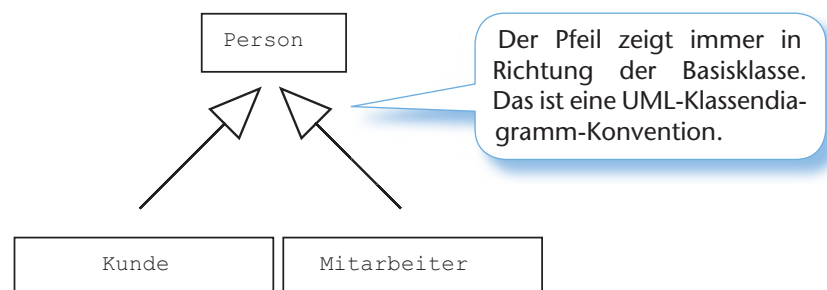 Person
Der Pfeil zeigt immer in
Richtung der Basisklasse.
Das ist eine UML-Klassendia-
gramm-Konvention.
Kunde
Mitarbeiter